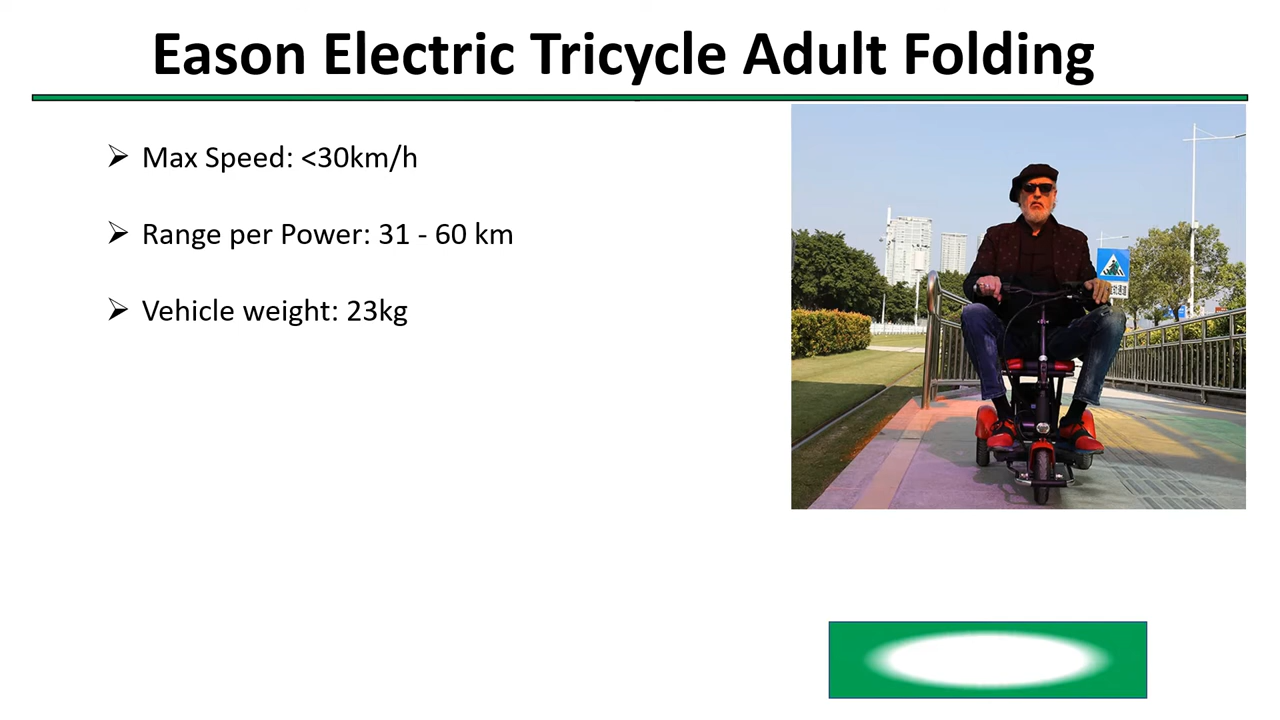 Eason Electric Tricycle Adult Folding
Max Speed: <30km/h
Range per Power: 31 - 60 km
Vehicle weight: 23kg